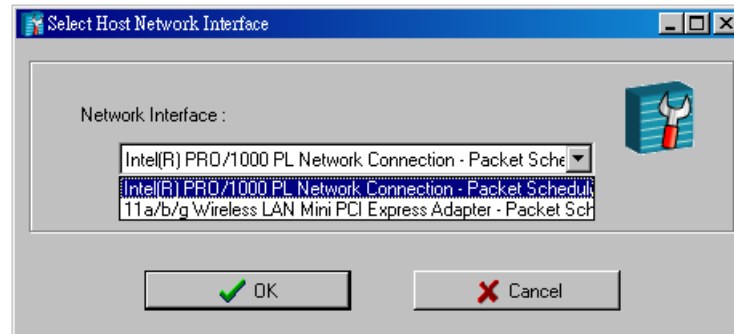 Select Host Network Interface
Network Interface :
Intel(R) PRO/1000 PL Network Connection - Packet Sche
Intel(R) PRO/1000 PL Network Connection - Packet Schedul
11a/b/g Wireless LAN Mini PCI Express Adapter - Packet Sch
OK
Cancel